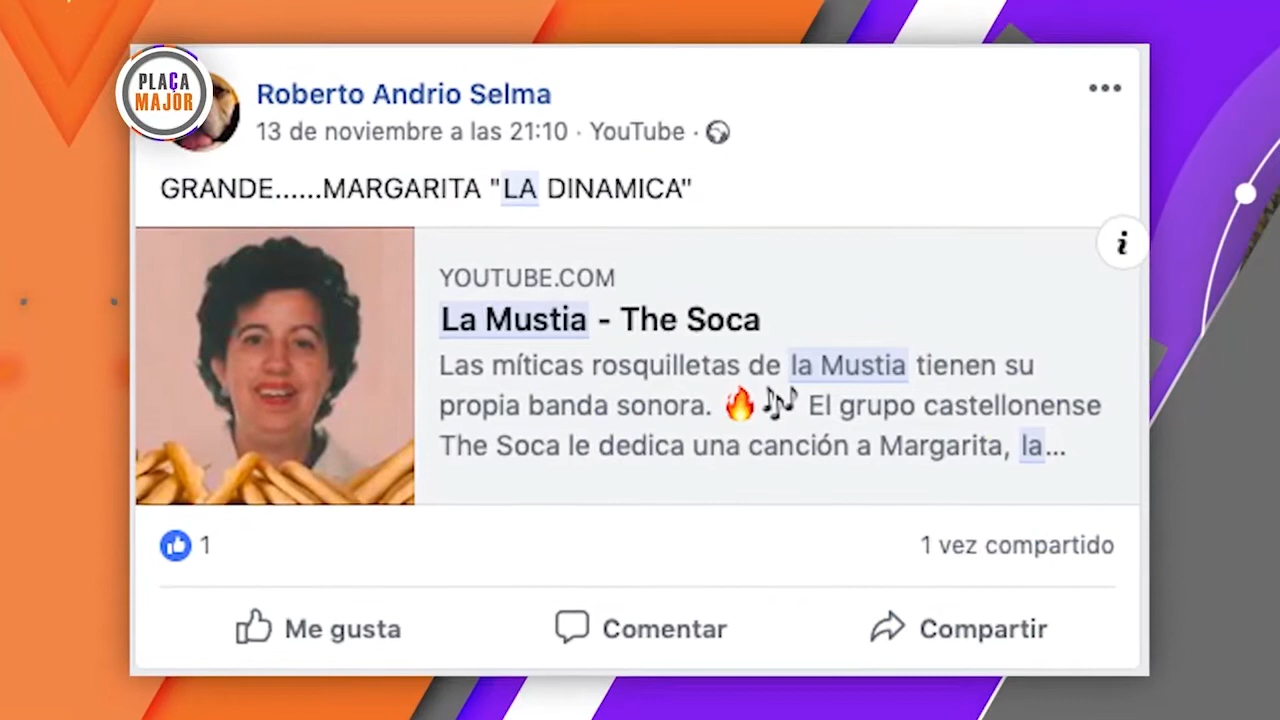 PLAÇA
MAJOR
Roberto Andrio Selma
13 de noviembre a las 21:10 · YouTube ·
GRANDE......MARGARITA "LA DINAMICA"
i
YOUTUBE.COM
La Mustia - The Soca
Las míticas rosquilletas de la Mustia tienen su
propia banda sonora. 🔥🎶 El grupo castellonense
The Soca le dedica una canción a Margarita, la...
1
1 vez compartido
Me gusta
Comentar
Compartir